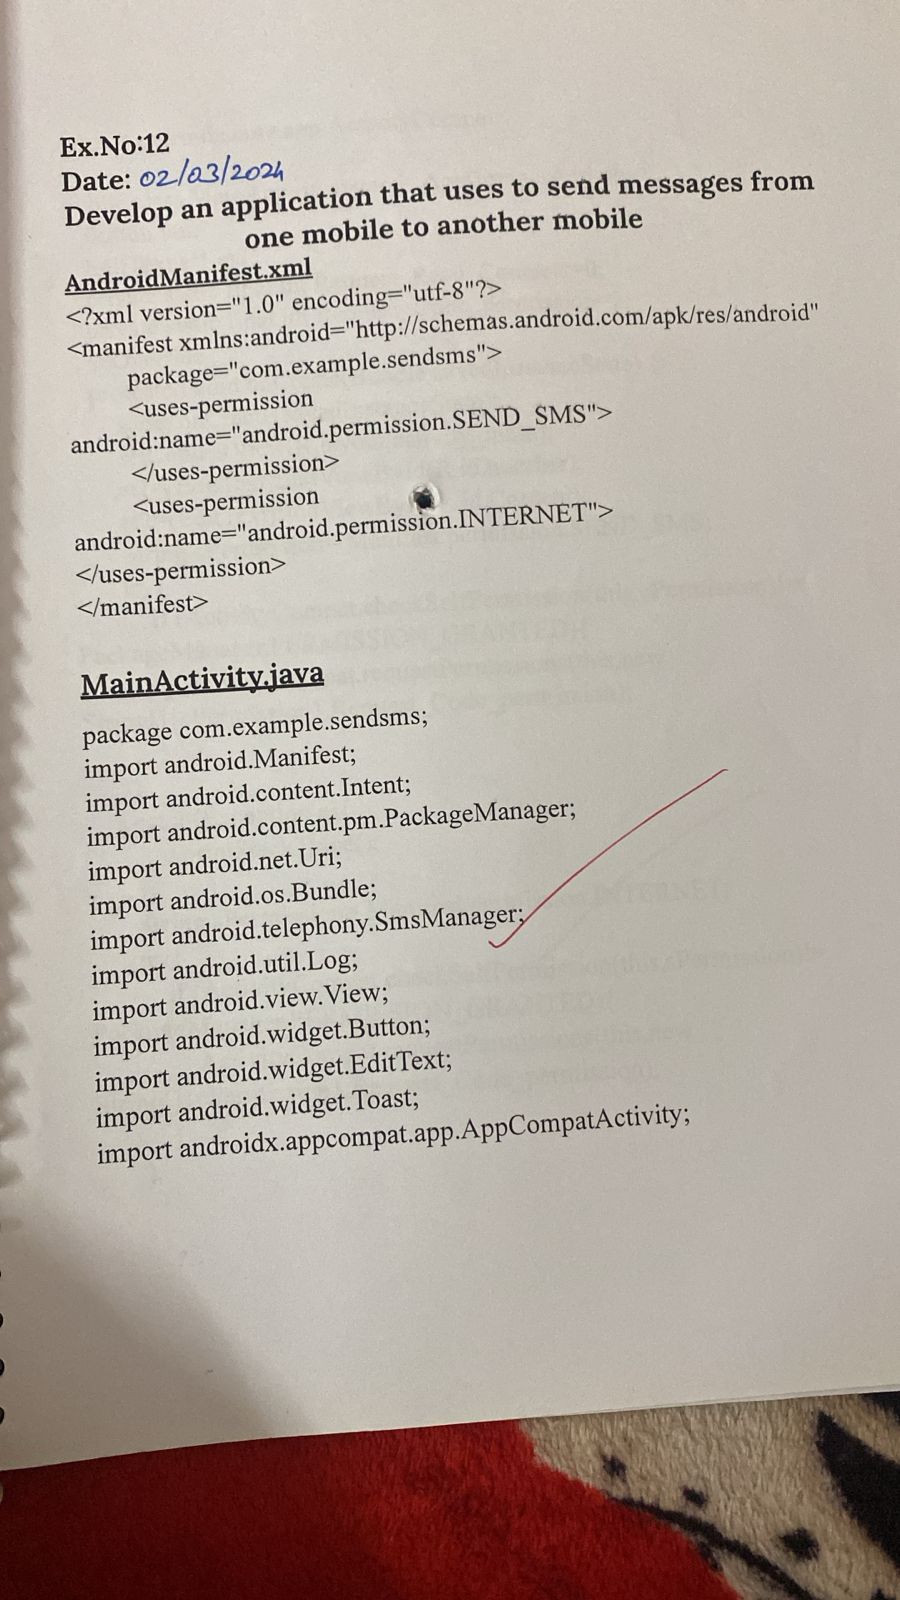 Ex.No:12
Date: 02/03/2024
Develop an application that uses to send messages from
one mobile to another mobile
AndroidManifest.xml
<?xml version="1.0" encoding="utf-8"?>
<manifest xmlns:android="http://schemas.android.com/apk/res/android"
package="com.example.sendsms">
<uses-permission
android:name="android.permission.SEND_SMS">
</uses-permission>
<uses-permission
android:name="android.permission.INTERNET">
</uses-permission>
</manifest>
MainActivity.java
package com.example.sendsms;
import android.Manifest;
import android.content.Intent;
import android.content.pm.PackageManager;
import android.net.Uri;
import android.os.Bundle;
import android.telephony.SmsManager;
import android.util.Log;
import android.view.View;
import android.widget.Button;
import android.widget.EditText;
import android.widget.Toast;
import androidx.appcompat.app.AppCompatActivity;